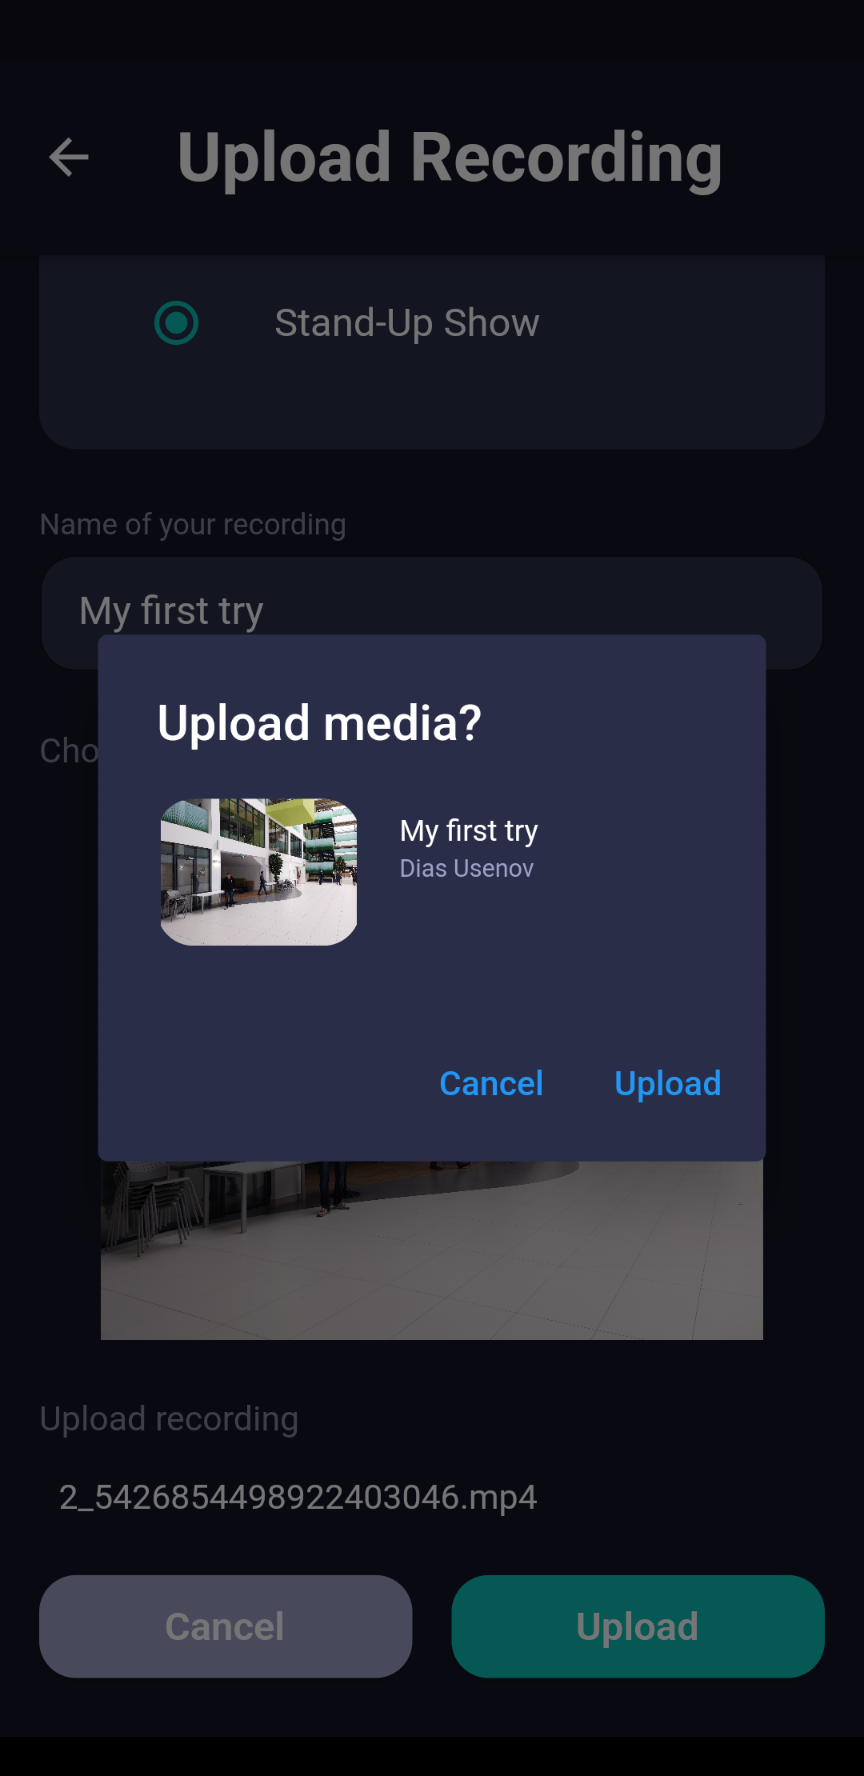 Upload Recording
Stand-Up Show
Name of your recording
My first try
Cho
Upload media?
My first try
Dias Usenov
Cancel Upload
Upload recording
2_5426854498922403046.mp4
Cancel Upload